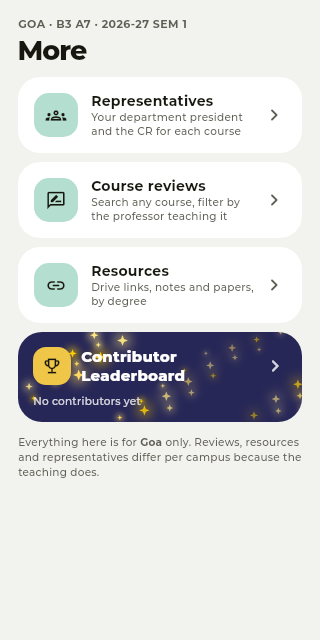 GOA · B3 A7 · 2026-27 SEM 1
More
Representatives
Your department president
and the CR for each course
Course reviews
Search any course, filter by
the professor teaching it
Resources
Drive links, notes and papers,
by degree
Contributor
Leaderboard
No contributors yet
Everything here is for Goa only. Reviews, resources
and representatives differ per campus because the
teaching does.